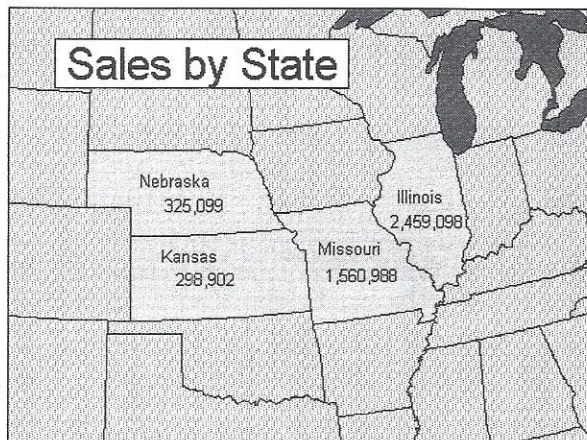 Sales by State
Nebraska
325,099
Illinois
2,459,098
Kansas
298,902
Missouri
1,560,988